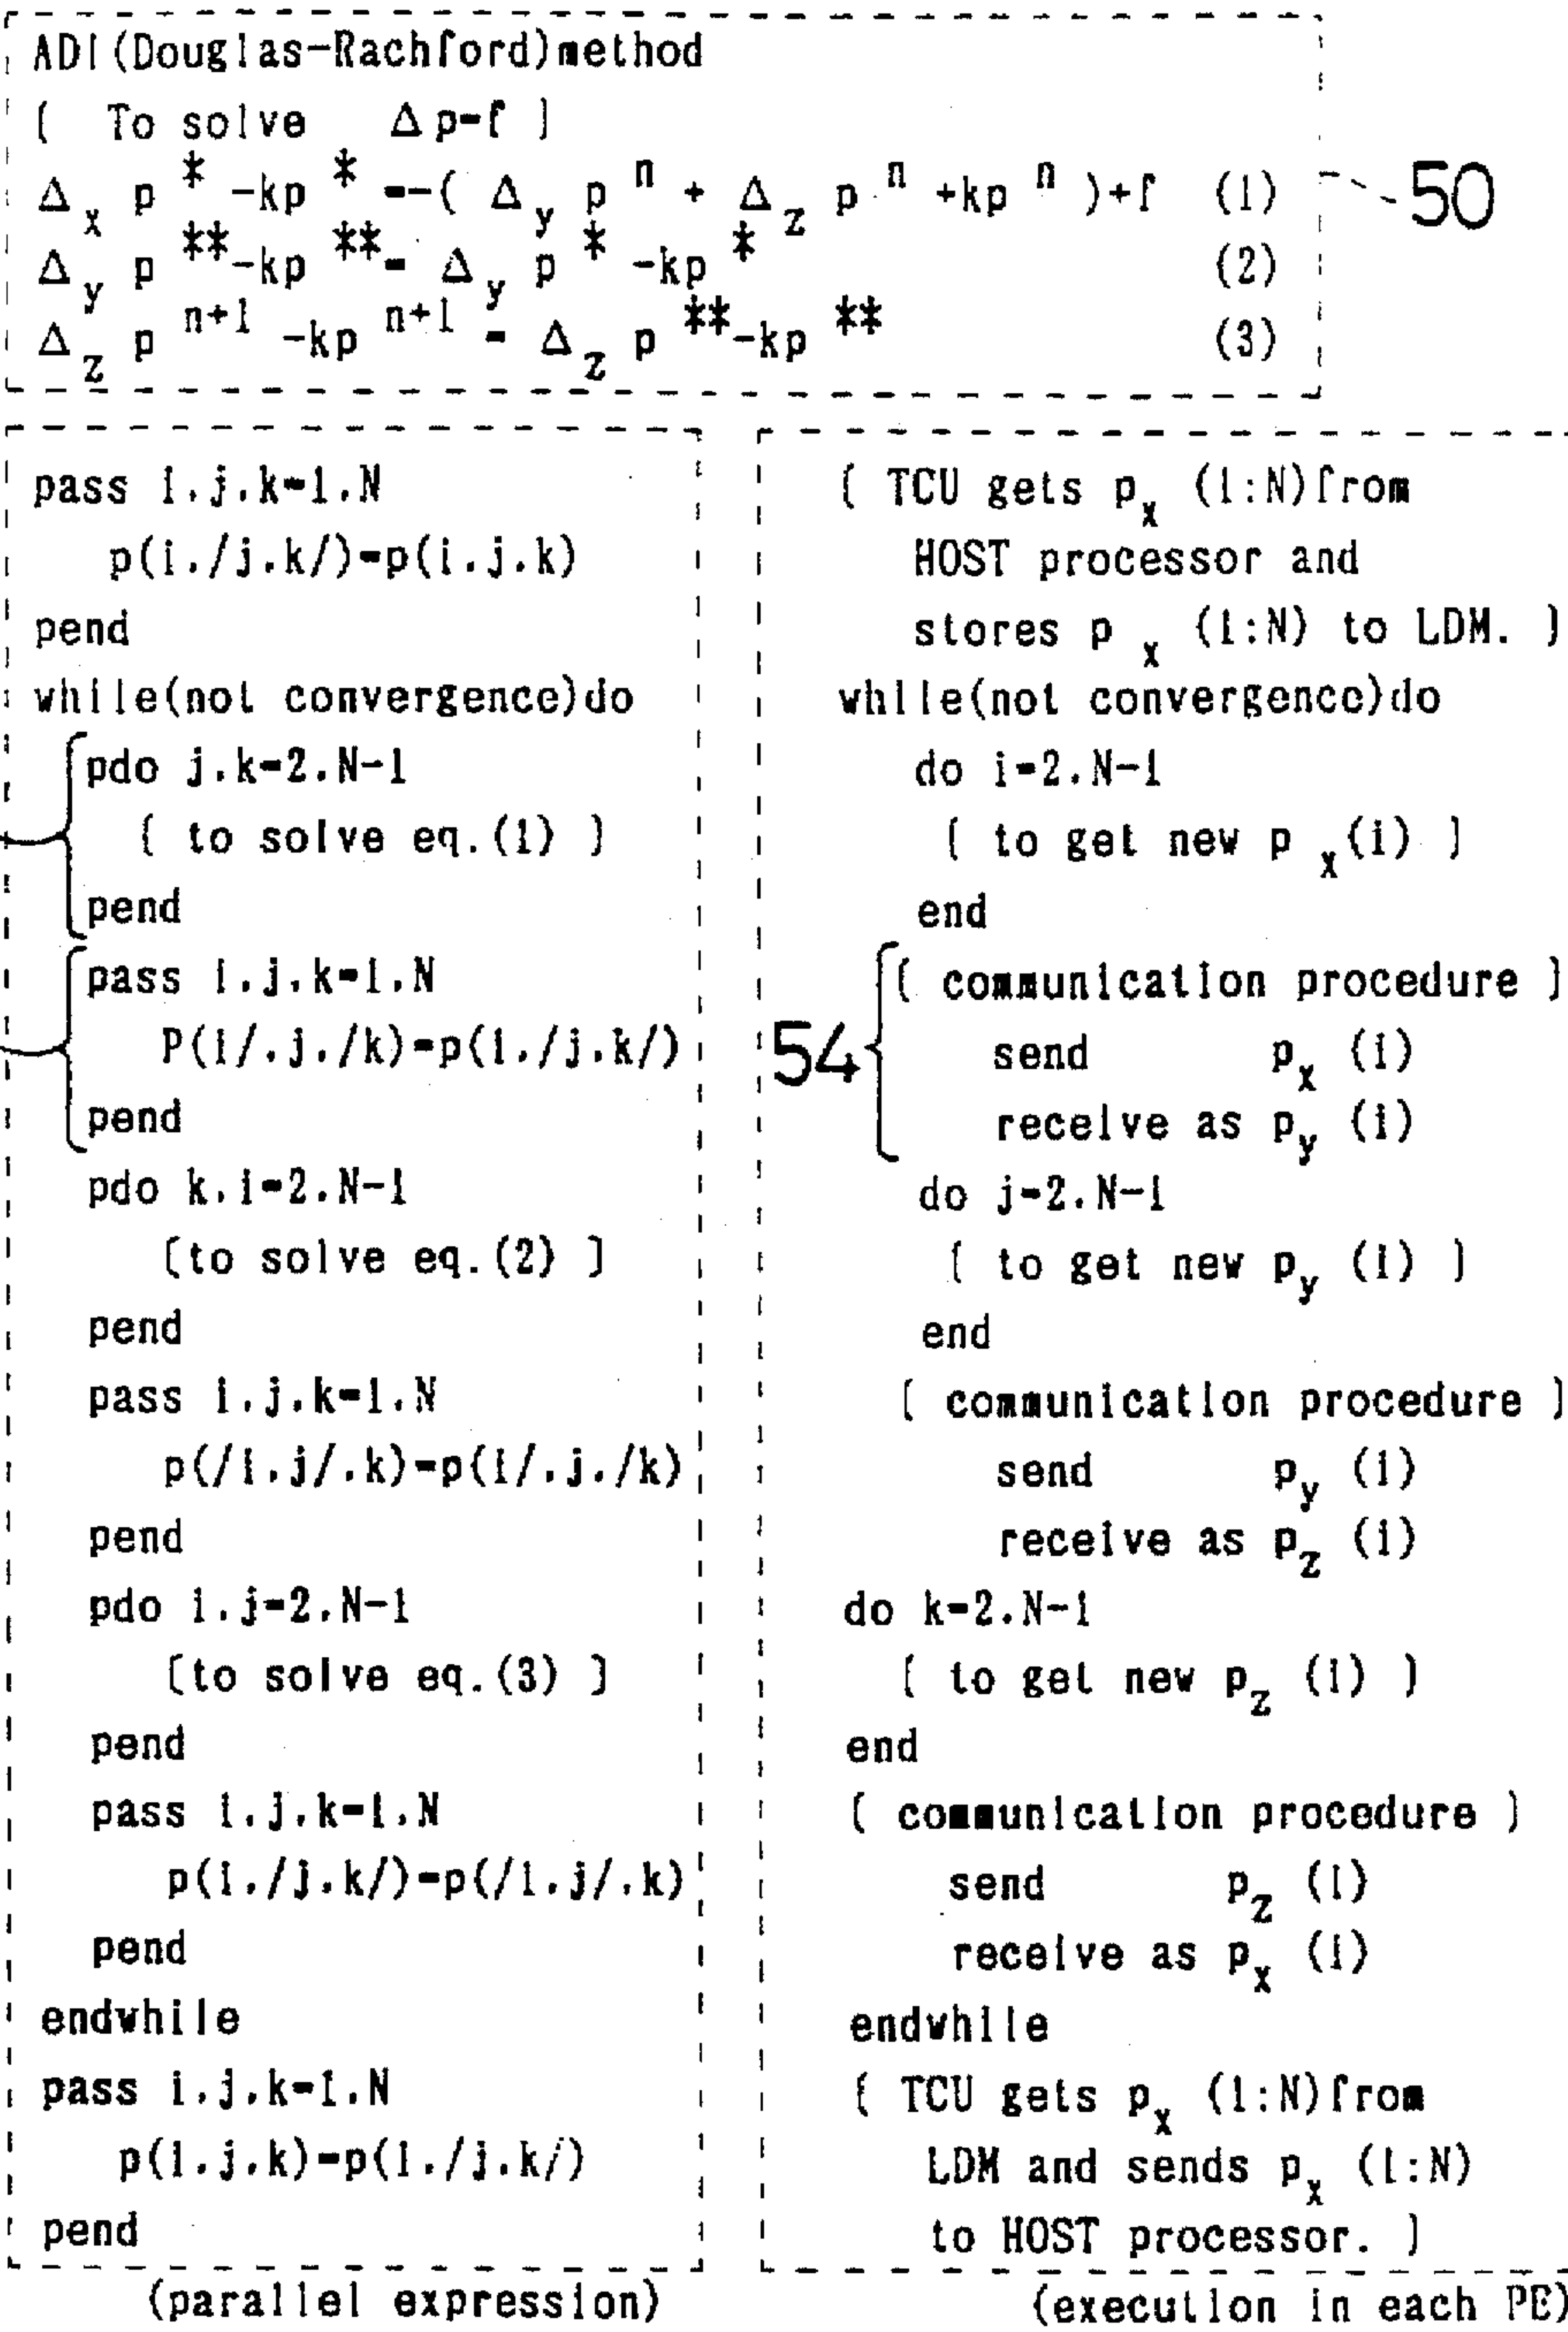 ADI(Douglas-Rachford)method
[ To solve Δp=f ]
Δx p * -kp * =-( Δy p n + Δz p n +kp n )+f (1)
50
Δy p ** -kp ** = Δy p * -kp * (2)
Δz p n+1 -kp n+1 = Δz p ** -kp ** (3)
pass i,j,k=1,N
p(i,/j,k/)=p(i,j,k)
pend
while(not convergence)do
pdo j,k=2,N-1
[ to solve eq.(1) ]
pend
pass i,j,k=1,N
P(i/,j,/k)=p(i,/j,k/)
pend
pdo k,i=2,N-1
[to solve eq.(2) ]
pend
pass i,j,k=1,N
p(/i,j/,k)=p(i/,j,/k)
pend
pdo i,j=2,N-1
[to solve eq.(3) ]
pend
pass i,j,k=1,N
p(i,/j,k/)=p(/i,j/,k)
pend
endwhile
pass i,j,k=1,N
p(i,j,k)=p(i,/j,k/)
pend
(parallel expression)
[ TCU gets px (1:N)from
HOST processor and
stores px (1:N) to LDM. ]
while(not convergence)do
do i=2,N-1
[ to get new px(i) ]
end
[ communication procedure ]
54
send px (i)
receive as py (i)
do j=2,N-1
[ to get new py (i) ]
end
[ communication procedure ]
send py (i)
receive as pz (i)
do k=2,N-1
[ to get new pz (i) ]
end
[ communication procedure ]
send pz (i)
receive as px (i)
endwhile
[ TCU gets px (1:N)from
LDM and sends px (1:N)
to HOST processor. ]
(execution in each PE)